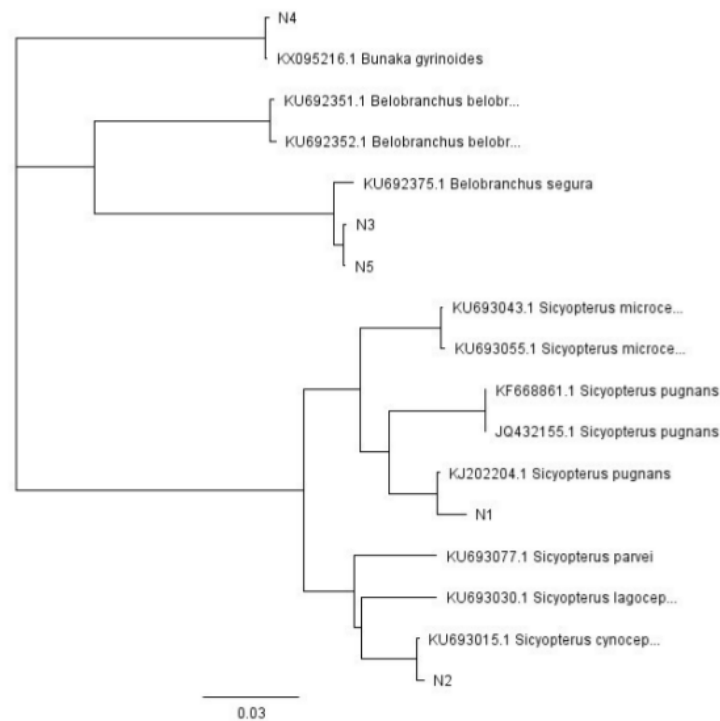 N4
KX095216.1 Bunaka gyrinoides
KU692351.1 Belobranchus belobr...
KU692352.1 Belobranchus belobr...
KU692375.1 Belobranchus segura
N3
N5
KU693043.1 Sicyopterus microce...
KU693055.1 Sicyopterus microce...
KF668861.1 Sicyopterus pugnans
JQ432155.1 Sicyopterus pugnans
KJ202204.1 Sicyopterus pugnans
N1
KU693077.1 Sicyopterus parvei
KU693030.1 Sicyopterus lagocep...
KU693015.1 Sicyopterus cynocep...
N2
0.03